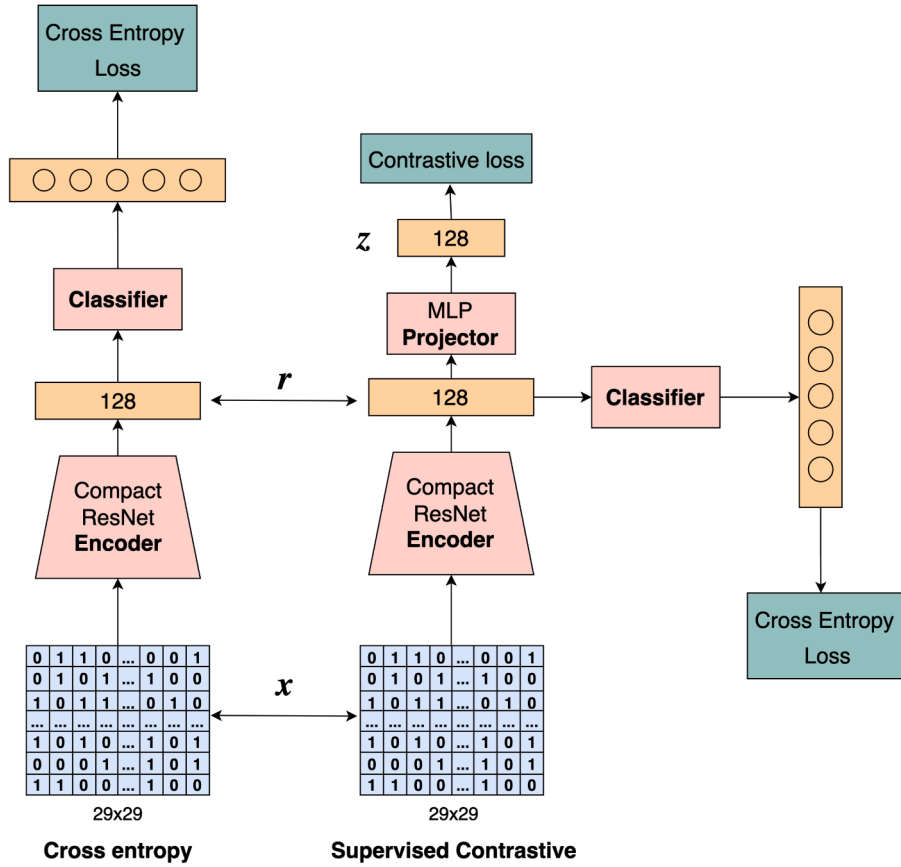 Cross Entropy
Loss
Contrastive loss
z
128
Classifier
MLP
Projector
r
128
128
Classifier
Compact
ResNet
Encoder
Compact
ResNet
Encoder
Cross Entropy
Loss
x
0 1 1 0 ... 0 0 1
0 1 0 1 ... 1 0 0
1 0 1 1 ... 0 1 0
... ... ... ... ... ... ... ...
1 0 1 0 ... 1 0 1
0 0 0 1 ... 1 0 1
1 1 0 0 ... 1 0 0
0 1 1 0 ... 0 0 1
0 1 0 1 ... 1 0 0
1 0 1 1 ... 0 1 0
... ... ... ... ... ... ... ...
1 0 1 0 ... 1 0 1
0 0 0 1 ... 1 0 1
1 1 0 0 ... 1 0 0
29x29
29x29
Cross entropy
Supervised Contrastive